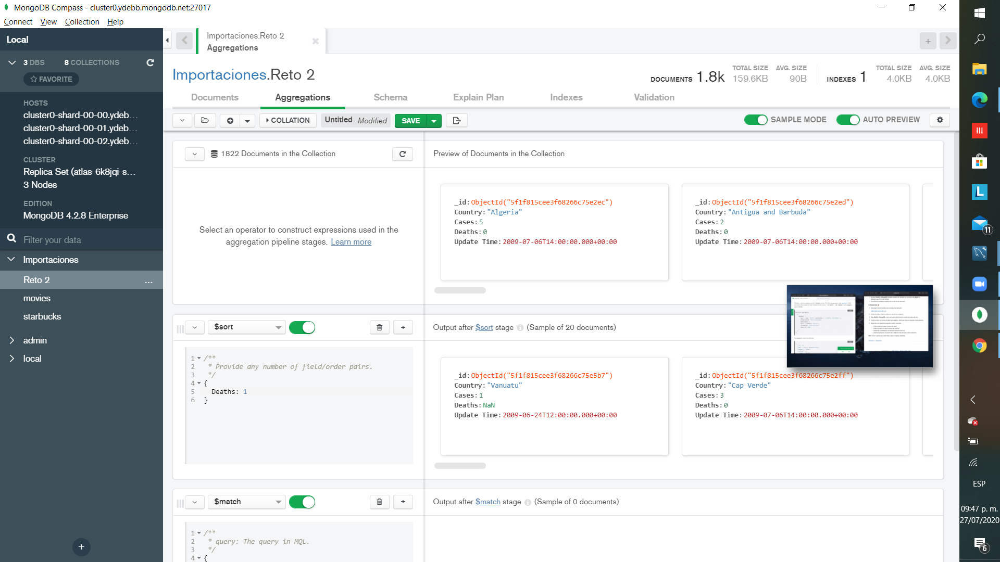 MongoDB Compass - cluster0.ydebb.mongodb.net:27017
Connect View Collection Help
Local
3 DBS 8 COLLECTIONS
FAVORITE
HOSTS
cluster0-shard-00-00.ydeb...
cluster0-shard-00-01.ydeb...
cluster0-shard-00-02.ydeb...
CLUSTER
Replica Set (atlas-6k8jqi-s...
3 Nodes
EDITION
MongoDB 4.2.8 Enterprise
Filter your data
Importaciones
Reto 2 ...
movies
starbucks
admin
local
Importaciones.Reto 2
Aggregations
Importaciones.Reto 2
DOCUMENTS 1.8k TOTAL SIZE 159.6KB AVG. SIZE 90B INDEXES 1 TOTAL SIZE 4.0KB AVG. SIZE 4.0KB
Documents Aggregations Schema Explain Plan Indexes Validation
COLLATION Untitled- Modified SAVE SAMPLE MODE AUTO PREVIEW
1822 Documents in the Collection
Preview of Documents in the Collection
Select an operator to construct expressions used in the
aggregation pipeline stages. Learn more
_id:ObjectId("5f1f815cee3f68266c75e2ec")
Country:"Algeria"
Cases:5
Deaths:0
Update Time:2009-07-06T14:00:00.000+00:00
_id:ObjectId("5f1f815cee3f68266c75e2ed")
Country:"Antigua and Barbuda"
Cases:2
Deaths:0
Update Time:2009-07-06T14:00:00.000+00:00
$sort
Output after $sort stage (Sample of 20 documents)
1 /**
2 * Provide any number of field/order pairs.
3 */
4 {
5 Deaths: 1
6 }
_id:ObjectId("5f1f815cee3f68266c75e5b7")
Country:"Vanuatu"
Cases:1
Deaths:NaN
Update Time:2009-06-24T12:00:00.000+00:00
_id:ObjectId("5f1f815cee3f68266c75e2ff")
Country:"Cap Verde"
Cases:3
Deaths:0
Update Time:2009-07-06T14:00:00.000+00:00
$match
Output after $match stage (Sample of 0 documents)
1 /**
2 * query: The query in MQL.
3 */
4 {
L
11
ESP
09:47 p. m.
27/07/2020
6